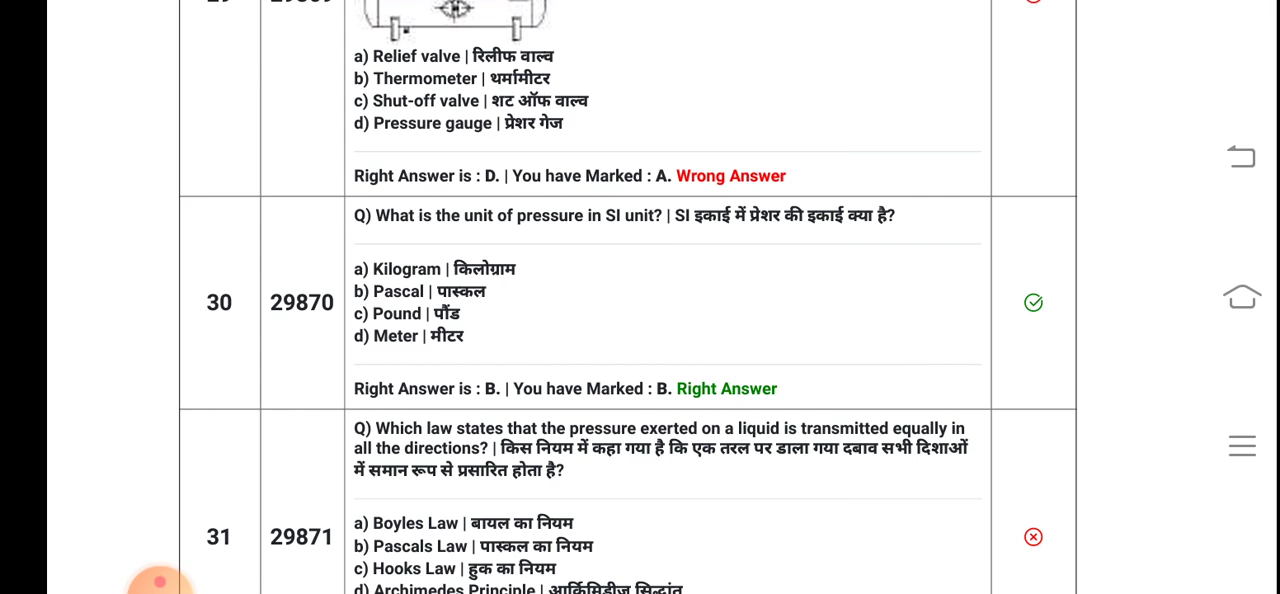 a) Relief valve | रिलीफ वाल्व
b) Thermometer | थर्मामीटर
c) Shut-off valve | शट ऑफ वाल्व
d) Pressure gauge | प्रेशर गेज
Right Answer is : D. | You have Marked : A. Wrong Answer
Q) What is the unit of pressure in SI unit? | SI इकाई में प्रेशर की इकाई क्या है?
30
29870
a) Kilogram | किलोग्राम
b) Pascal | पास्कल
c) Pound | पौंड
d) Meter | मीटर
Right Answer is : B. | You have Marked : B. Right Answer
Q) Which law states that the pressure exerted on a liquid is transmitted equally in
all the directions? | किस नियम में कहा गया है कि एक तरल पर डाला गया दबाव सभी दिशाओं
में समान रूप से प्रसारित होता है?
31
29871
a) Boyles Law | बायल का नियम
b) Pascals Law | पास्कल का नियम
c) Hooks Law | हुक का नियम
d) Archimedes Principle | आर्किमिडीज सिद्धांत